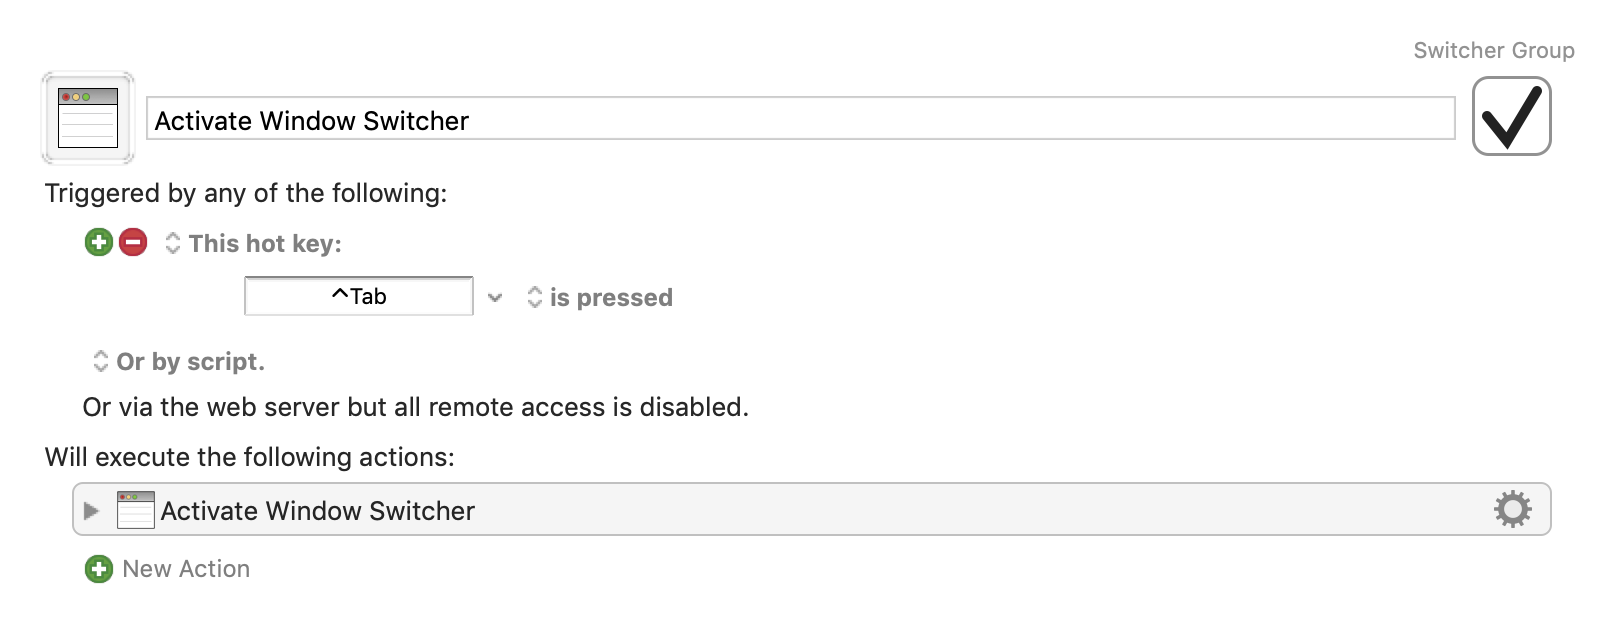 Switcher Group
Activate Window Switcher
Triggered by any of the following:
This hot key:
^Tab
is pressed
Or by script.
Or via the web server but all remote access is disabled.
Will execute the following actions:
Activate Window Switcher
New Action